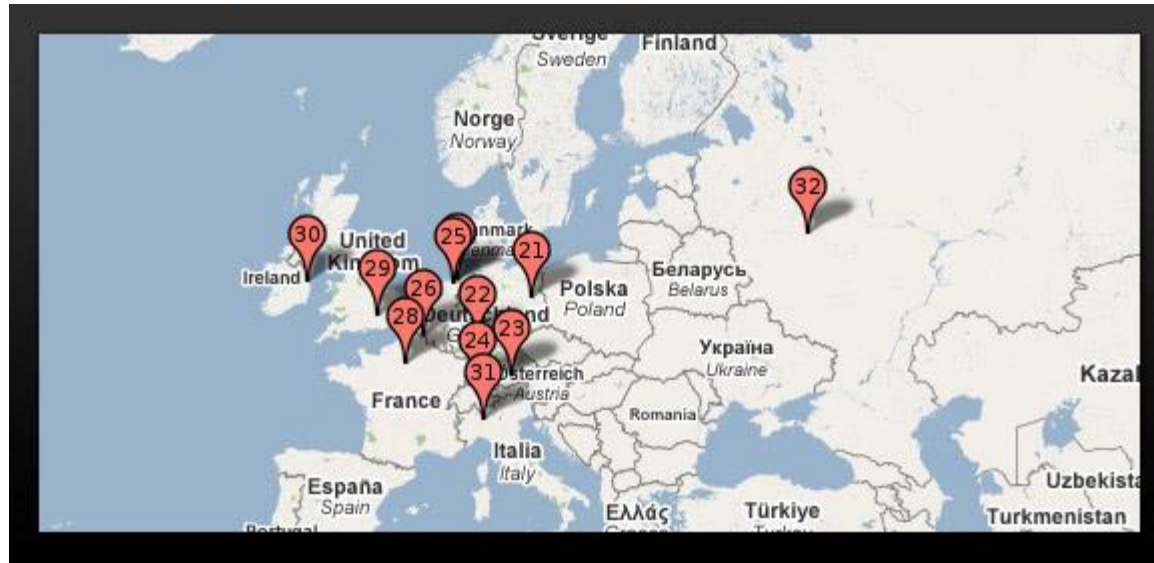 Sverige
Sweden
Finland
Norge
Norway
32
30
United
Kingdom
25
21
Ireland
29
26
22
Беларусь
Belarus
Polska
Poland
28
24
23
Україна
Ukraine
31
Österreich
Austria
France
Romania
Italia
Italy
España
Spain
Ελλάς
Türkiye
Kazal
Uzbekista
Turkmenistan